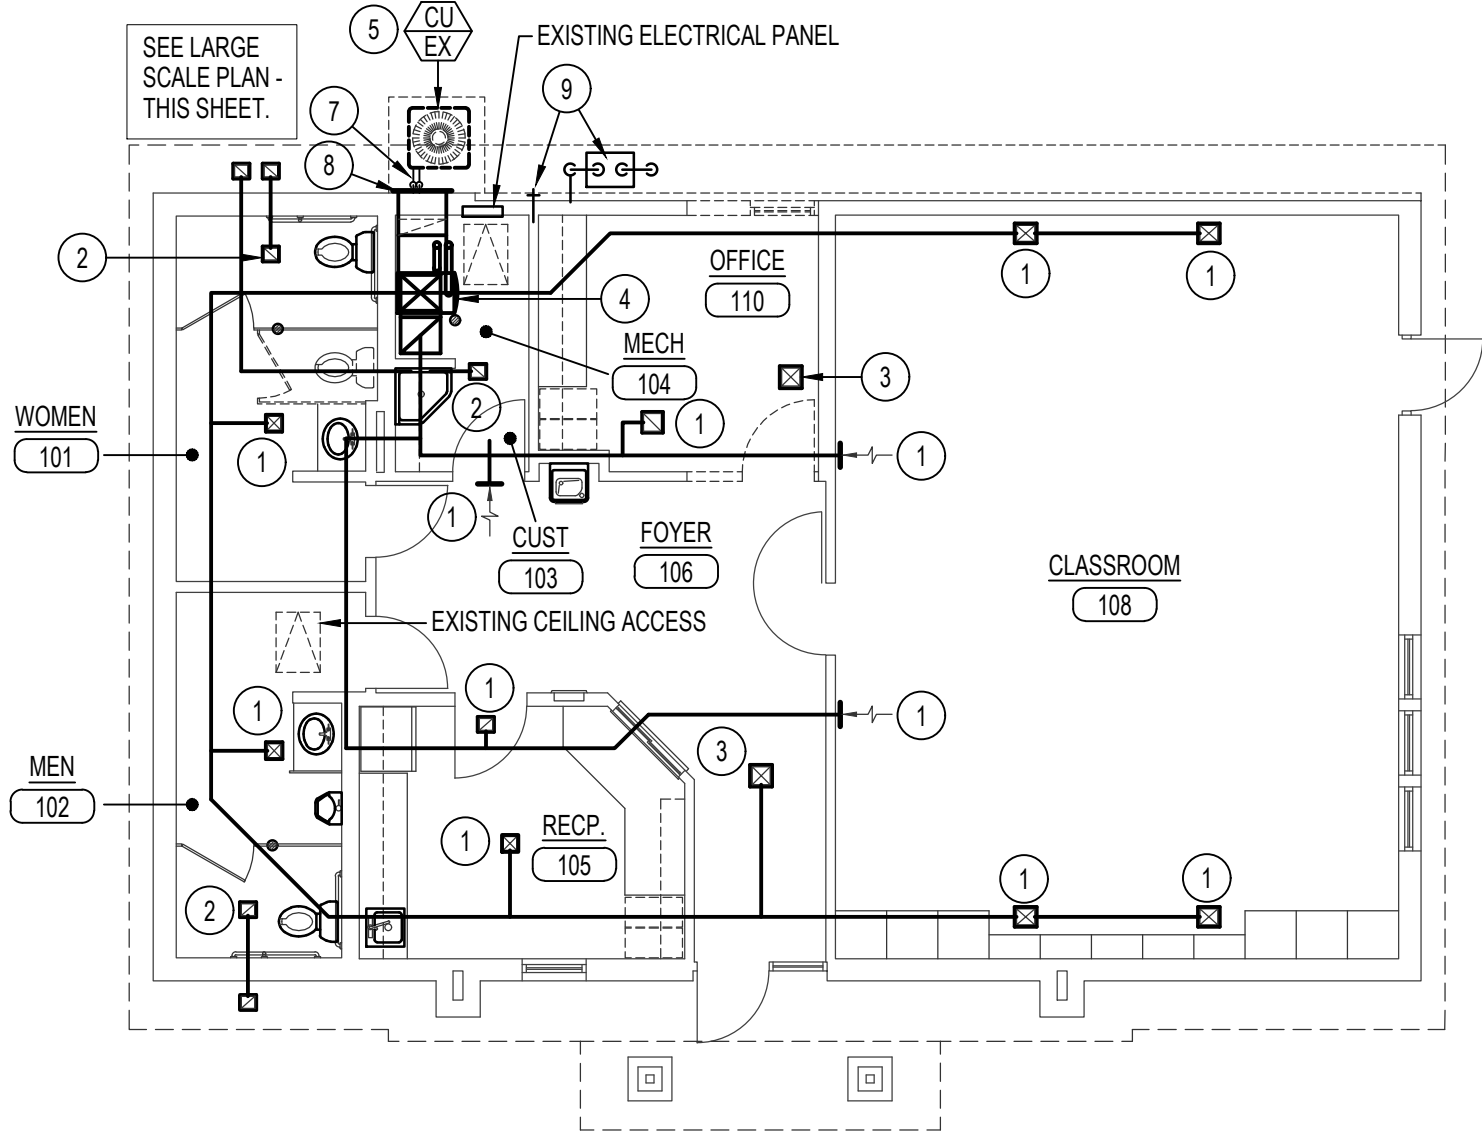 SEE LARGE
SCALE PLAN -
THIS SHEET.
5
CU
EX
EXISTING ELECTRICAL PANEL
7
9
8
2
OFFICE
110
1
1
4
MECH
104
3
2
1
WOMEN
101
1
1
1
CUST
103
FOYER
106
CLASSROOM
108
EXISTING CEILING ACCESS
1
1
1
3
MEN
102
1
RECP.
105
2
1
1